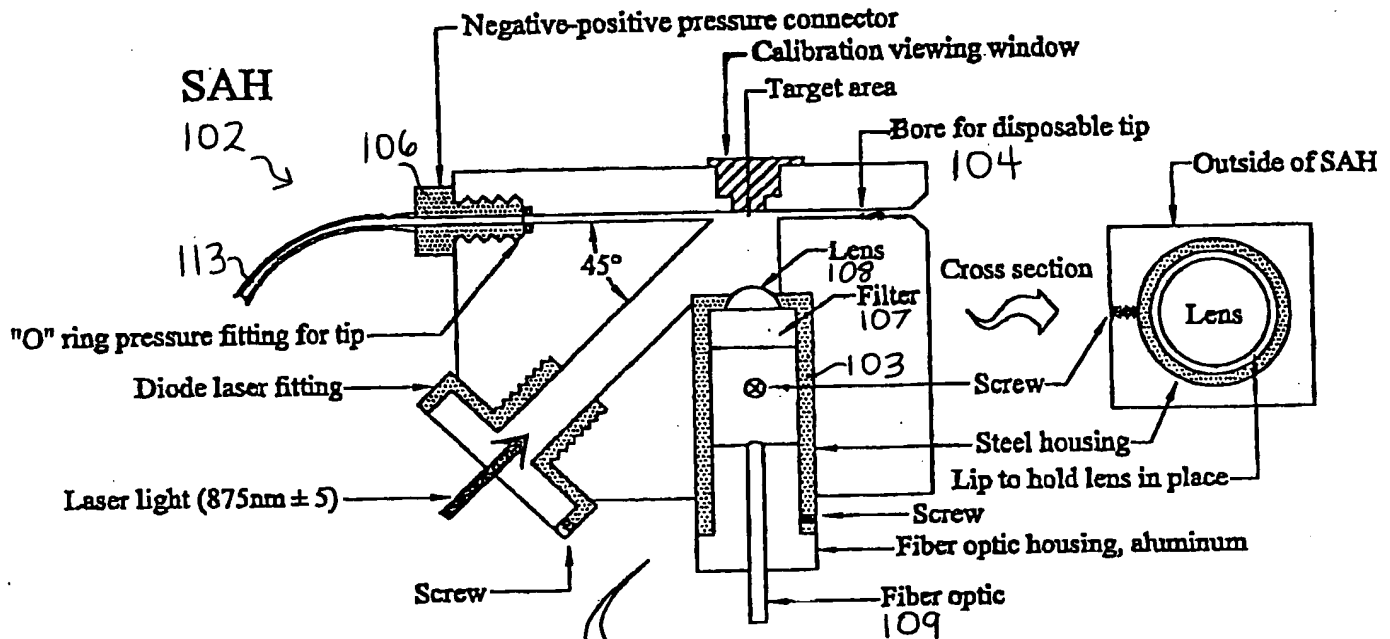 Negative-positive pressure connector
Calibration viewing window
SAH
Target area
102
106
Bore for disposable tip
104
Outside of SAH
113
45°
Lens
108
Cross section
Filter
107
Lens
"O" ring pressure fitting for tip
103
Diode laser fitting
Screw
Steel housing
Laser light (875nm ± 5)
Lip to hold lens in place
Screw
Fiber optic housing, aluminum
Screw
Fiber optic
109